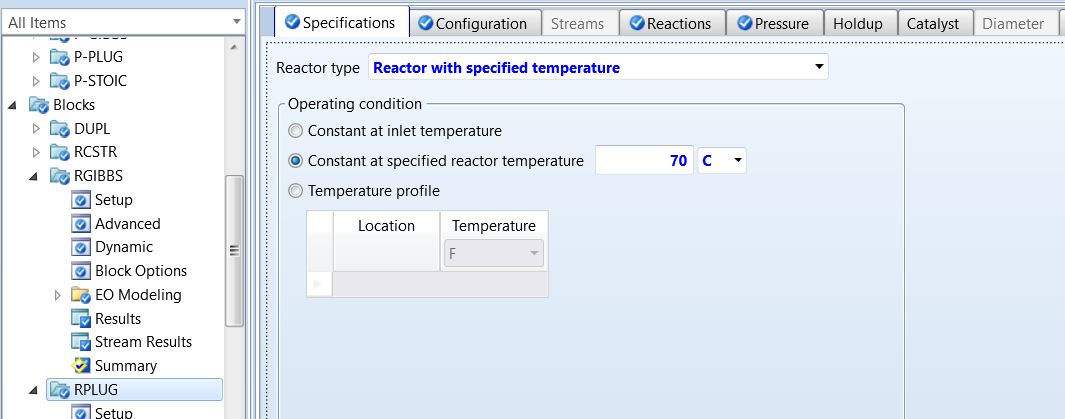 All Items
P-GIBBS
P-PLUG
P-STOIC
Blocks
DUPL
RCSTR
RGIBBS
Setup
Advanced
Dynamic
Block Options
EO Modeling
Results
Stream Results
Summary
RPLUG
Setup
Specifications Configuration Streams Reactions Pressure Holdup Catalyst Diameter
Reactor type Reactor with specified temperature
Operating condition
Constant at inlet temperature
Constant at specified reactor temperature 70 C
Temperature profile
Location Temperature
F